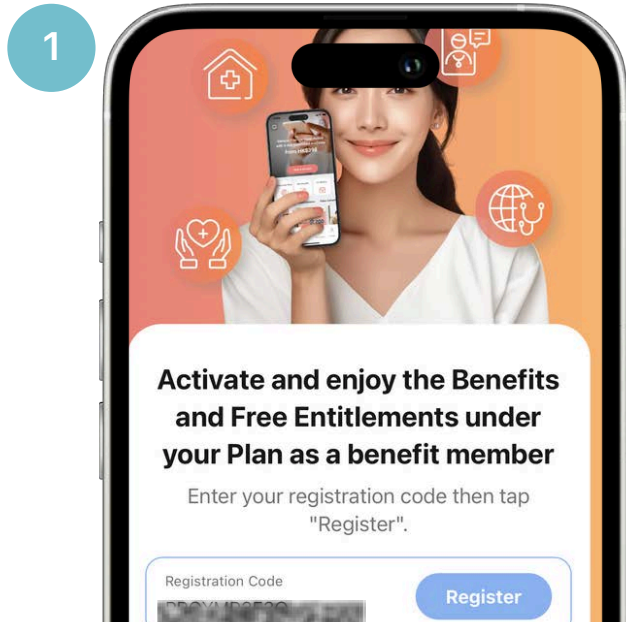 1
Activate and enjoy the Benefits
and Free Entitlements under
your Plan as a benefit member
Enter your registration code then tap
"Register".
Registration Code
Register